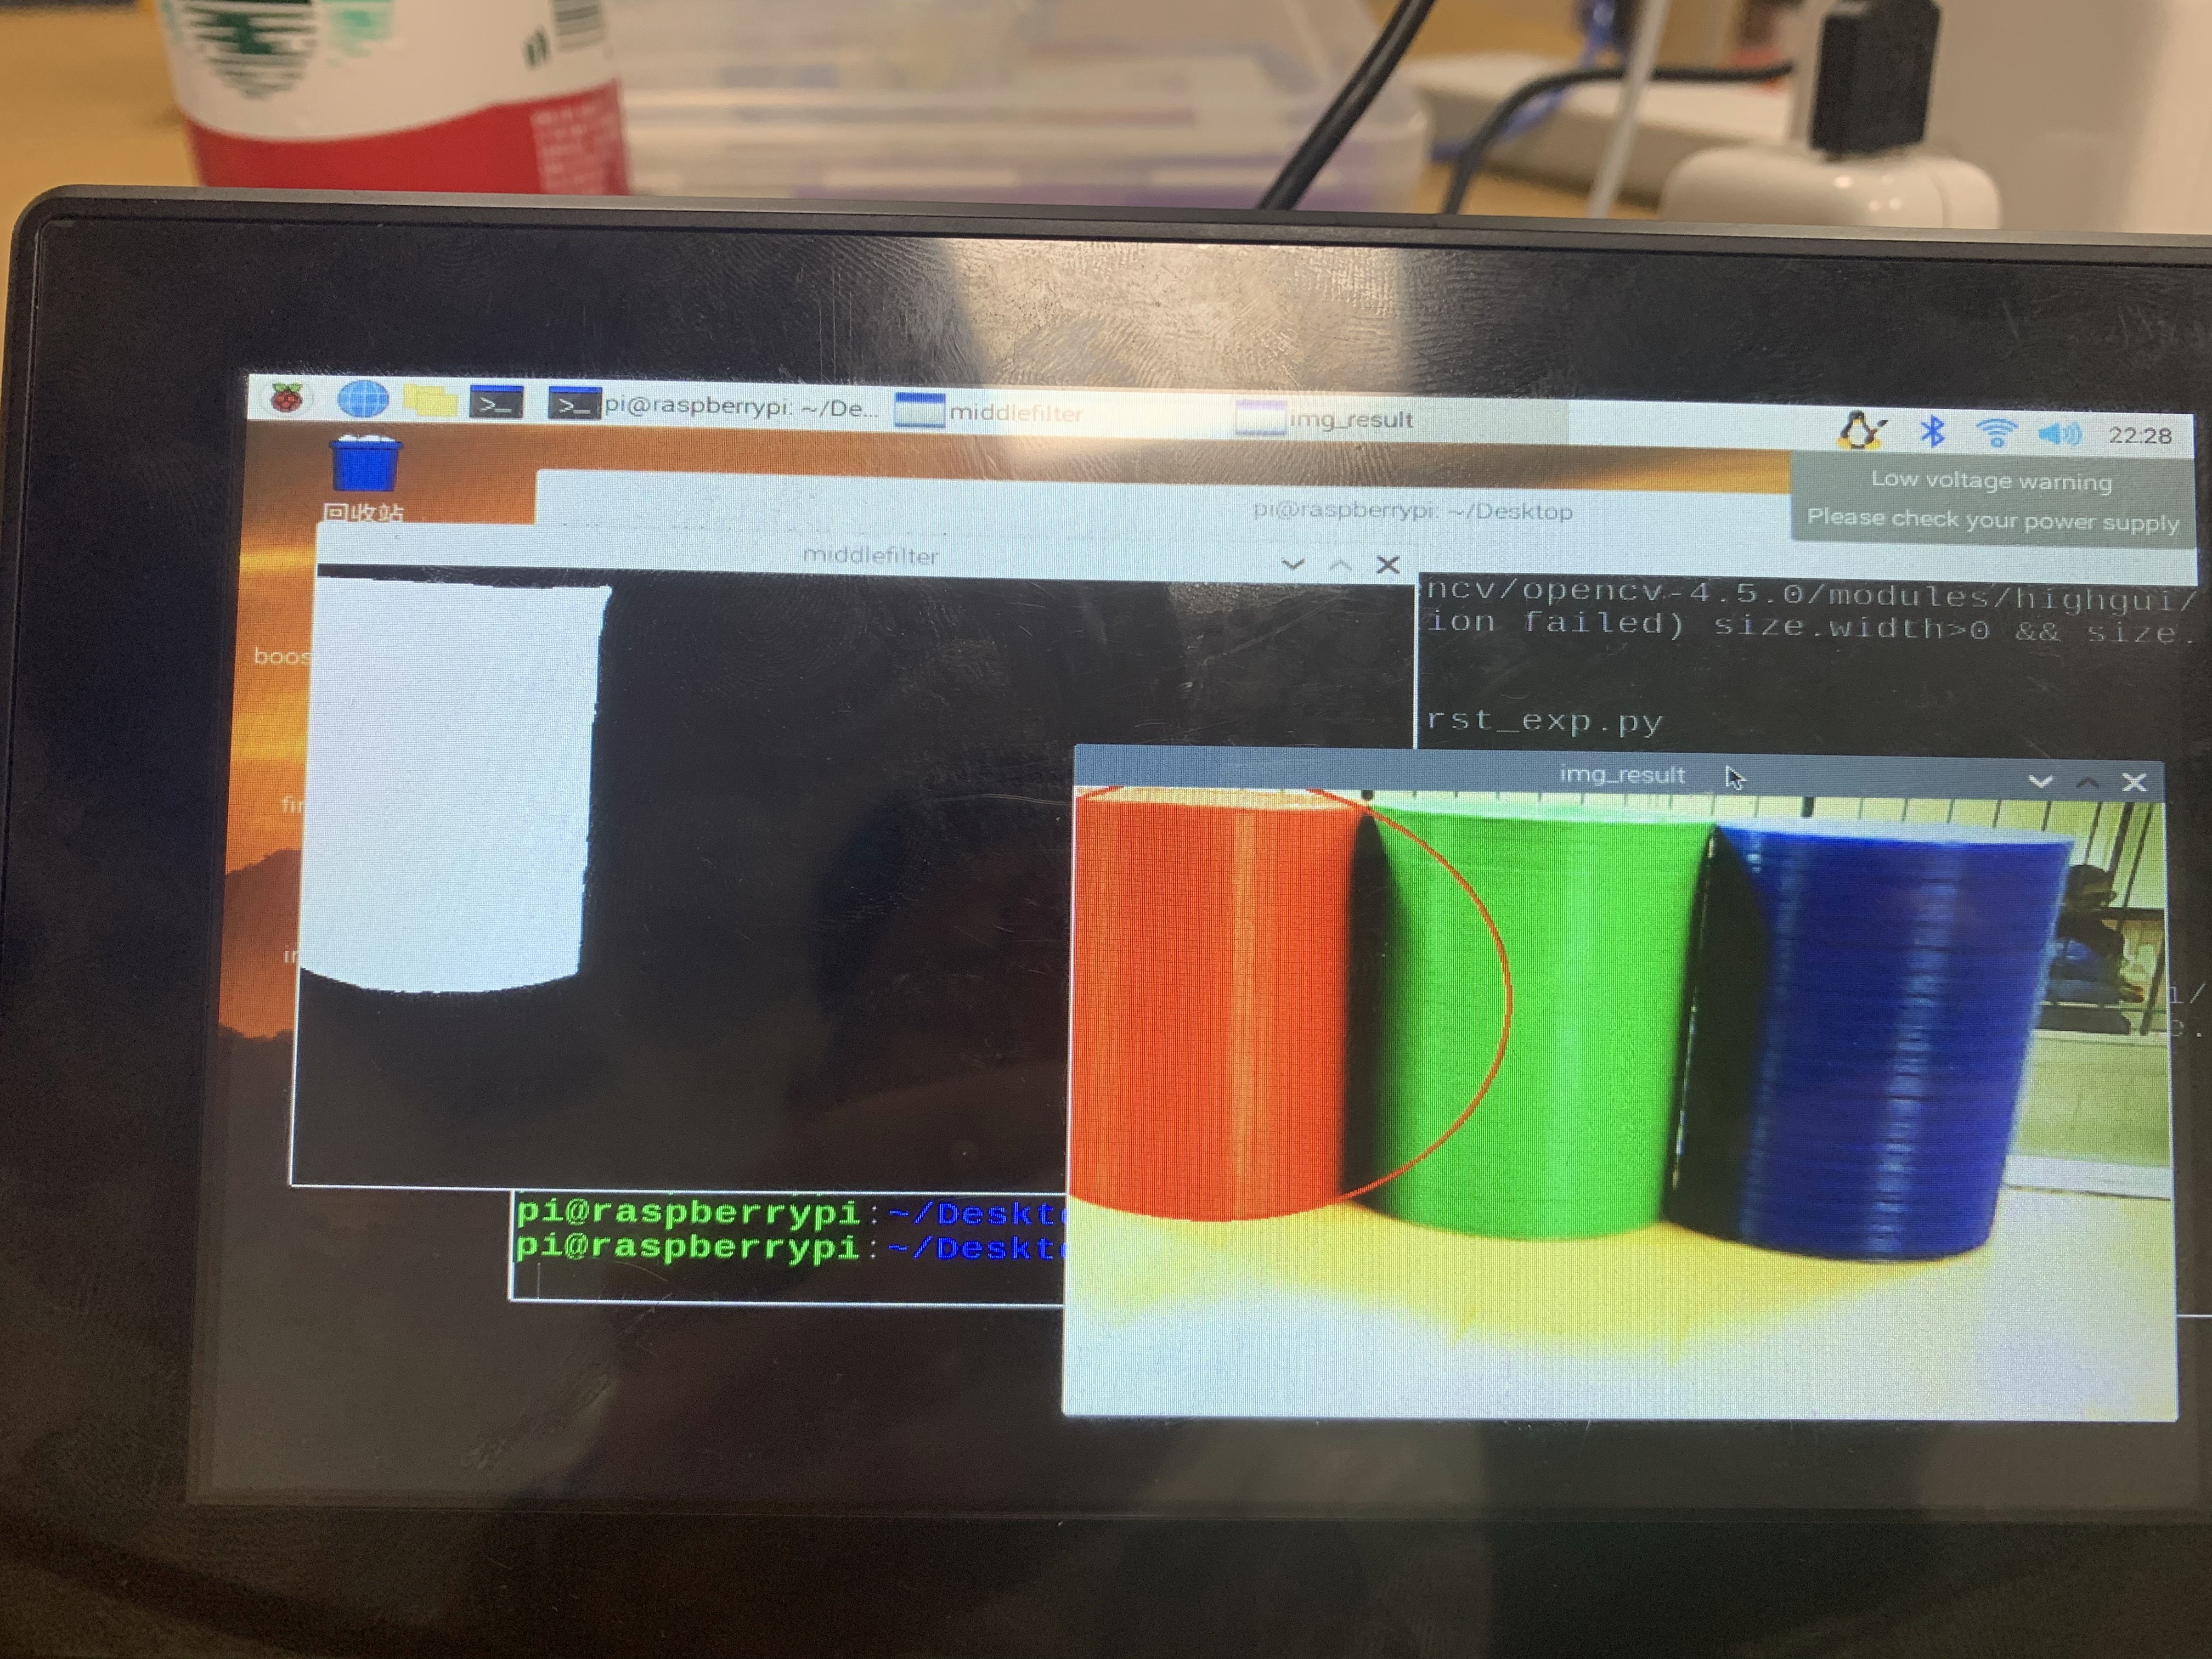 pi@raspberrypi: ~/De...
middlefilter
img_result
22:28
回收站
Low voltage warning
Please check your power supply
pi@raspberrypi: ~/Desktop
middlefilter
ncv/opencv-4.5.0/modules/highgui/
ion failed) size.width>0 && size.
boos
fir
rst_exp.py
img_result
e.
pi@raspberrypi:~/Deskt
pi@raspberrypi:~/Deskt